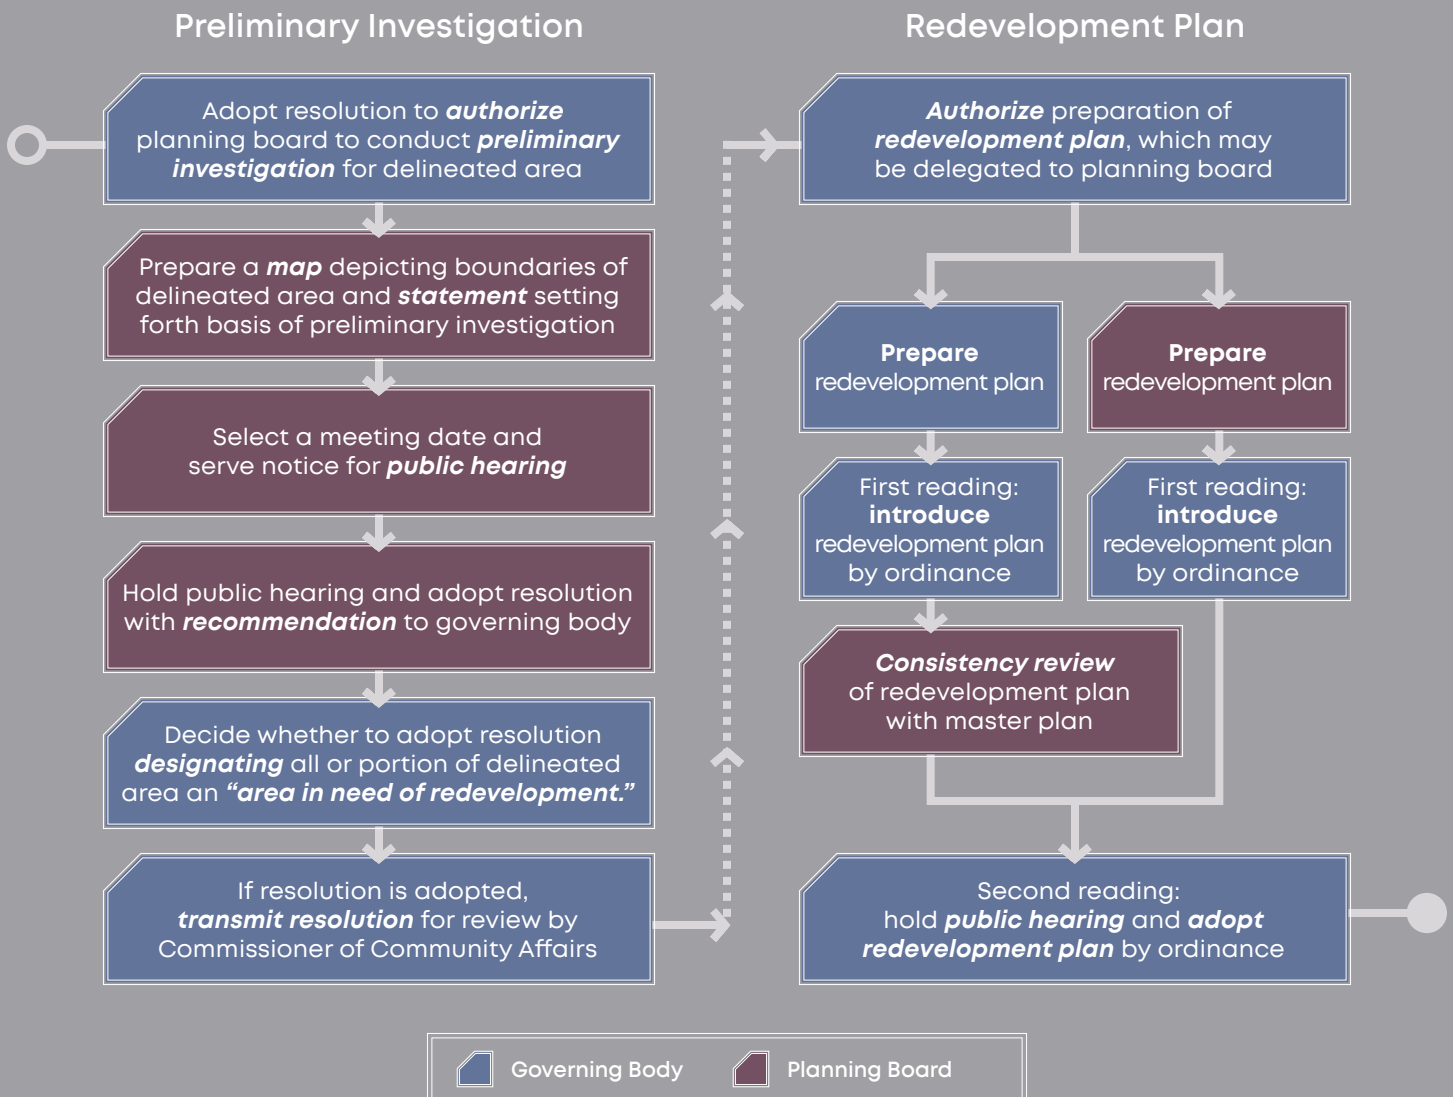 Preliminary Investigation
Adopt resolution to authorize
planning board to conduct preliminary
investigation for delineated area
Prepare a map depicting boundaries of
delineated area and statement setting
forth basis of preliminary investigation
Select a meeting date and
serve notice for public hearing
Hold public hearing and adopt resolution
with recommendation to governing body
Decide whether to adopt resolution
designating all or portion of delineated
area an “area in need of redevelopment.”
If resolution is adopted,
transmit resolution for review by
Commissioner of Community Affairs
Redevelopment Plan
Authorize preparation of
redevelopment plan, which may
be delegated to planning board
Prepare
redevelopment plan
Prepare
redevelopment plan
First reading:
introduce
redevelopment plan
by ordinance
First reading:
introduce
redevelopment plan
by ordinance
Consistency review
of redevelopment plan
with master plan
Second reading:
hold public hearing and adopt
redevelopment plan by ordinance
Governing Body
Planning Board